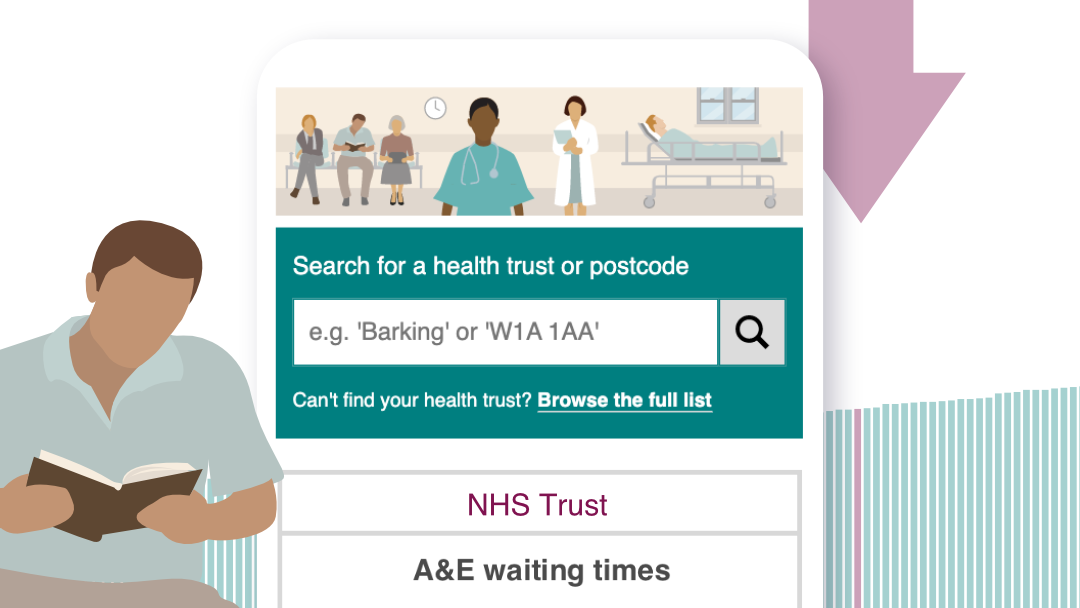 Search for a health trust or postcode
e.g. 'Barking' or 'W1A 1AA'
Can't find your health trust? Browse the full list
NHS Trust
A&E waiting times